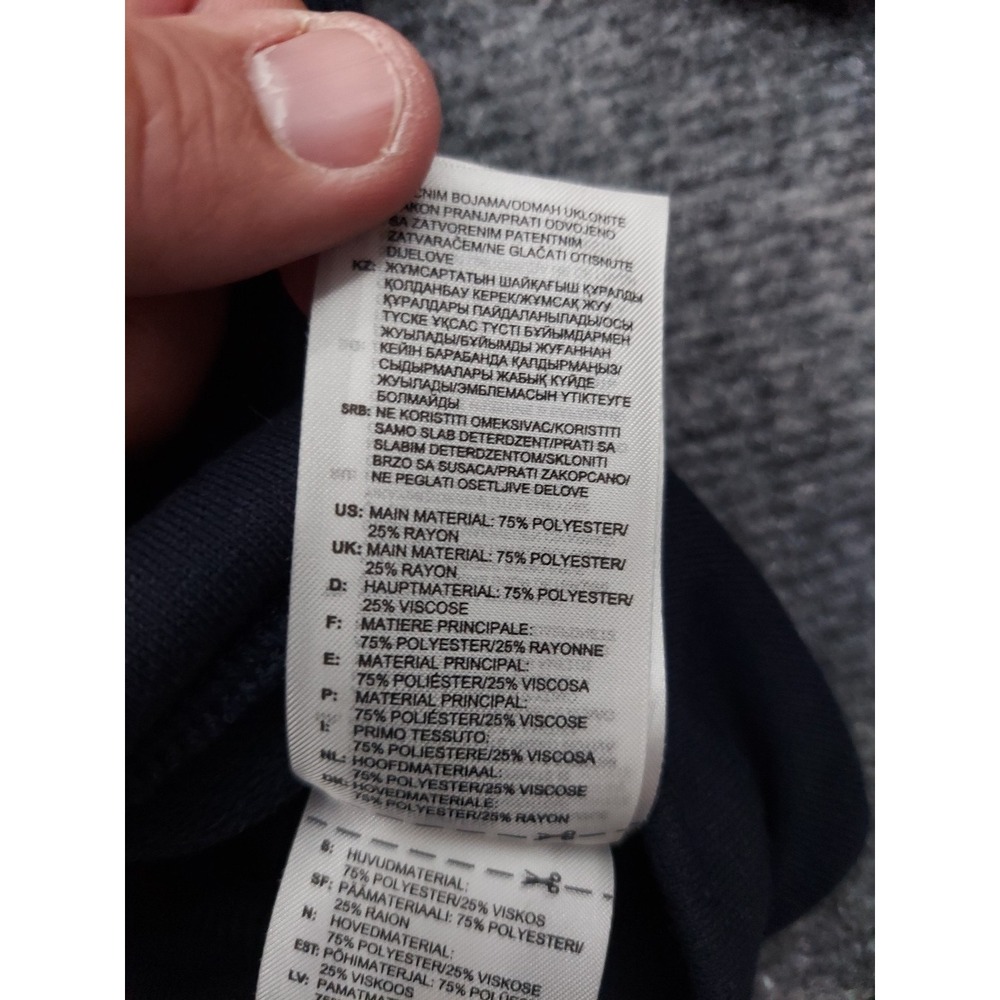 BOJAMA/ODMAH UKLONITE
PRANJA/PRATI ODVOJENO
SA ZATVORENIM PATENTNIM
ZATVARAČEM/NE GLAČATI OTISNUTE
DIJELOVE
KZ: ЖҰМСАРТАТЫН ШАЙҚАҒЫШ ҚҰРАЛДЫ
ҚОЛДАНБАУ КЕРЕК/ЖҰМСАҚ ЖУУ
ҚҰРАЛДАРЫ ПАЙДАЛАНЫЛАДЫ/ОСЫ
ТҮСКЕ ҰҚСАС ТҮСТІ БҰЙЫМДАРМЕН
ЖУЫЛАДЫ/БҰЙЫМДЫ ЖУҒАННАН
КЕЙІН БАРАБАНДА ҚАЛДЫРМАҢЫЗ/
СЫДЫРМАЛАРЫ ЖАБЫҚ КҮЙДЕ
ЖУЫЛАДЫ/ЭМБЛЕМАСЫН ҮТІКТЕУГЕ
БОЛМАЙДЫ
SRB: NE KORISTITI OMEKSIVAC/KORISTITI
SAMO SLAB DETERDZENT/PRATI SA
SLABIM DETERDZENTOM/SKLONITI
BRZO SA SUSACA/PRATI ZAKOPCANO/
NE PEGLATI OSETLJIVE DELOVE
US: MAIN MATERIAL: 75% POLYESTER/
25% RAYON
UK: MAIN MATERIAL: 75% POLYESTER/
25% RAYON
D: HAUPTMATERIAL: 75% POLYESTER/
25% VISCOSE
F: MATIERE PRINCIPALE:
75% POLYESTER/25% RAYONNE
E: MATERIAL PRINCIPAL:
75% POLIÉSTER/25% VISCOSA
P: MATERIAL PRINCIPAL:
75% POLIÉSTER/25% VISCOSE
I: PRIMO TESSUTO:
75% POLIESTERE/25% VISCOSA
NL: HOOFDMATERIAAL:
75% POLYESTER/25% VISCOSE
DK: HOVEDMATERIALE:
75% POLYESTER/25% RAYON
S: HUVUDMATERIAL:
75% POLYESTER/25% VISKOS
SF: PÄÄMATERIAALI: 75% POLYESTERI/
25% RAION
N: HOVEDMATERIAL:
75% POLYESTER/25% VISKOSE
EST: PÕHIMATERJAL: 75%
25% VISKOOS
LV: